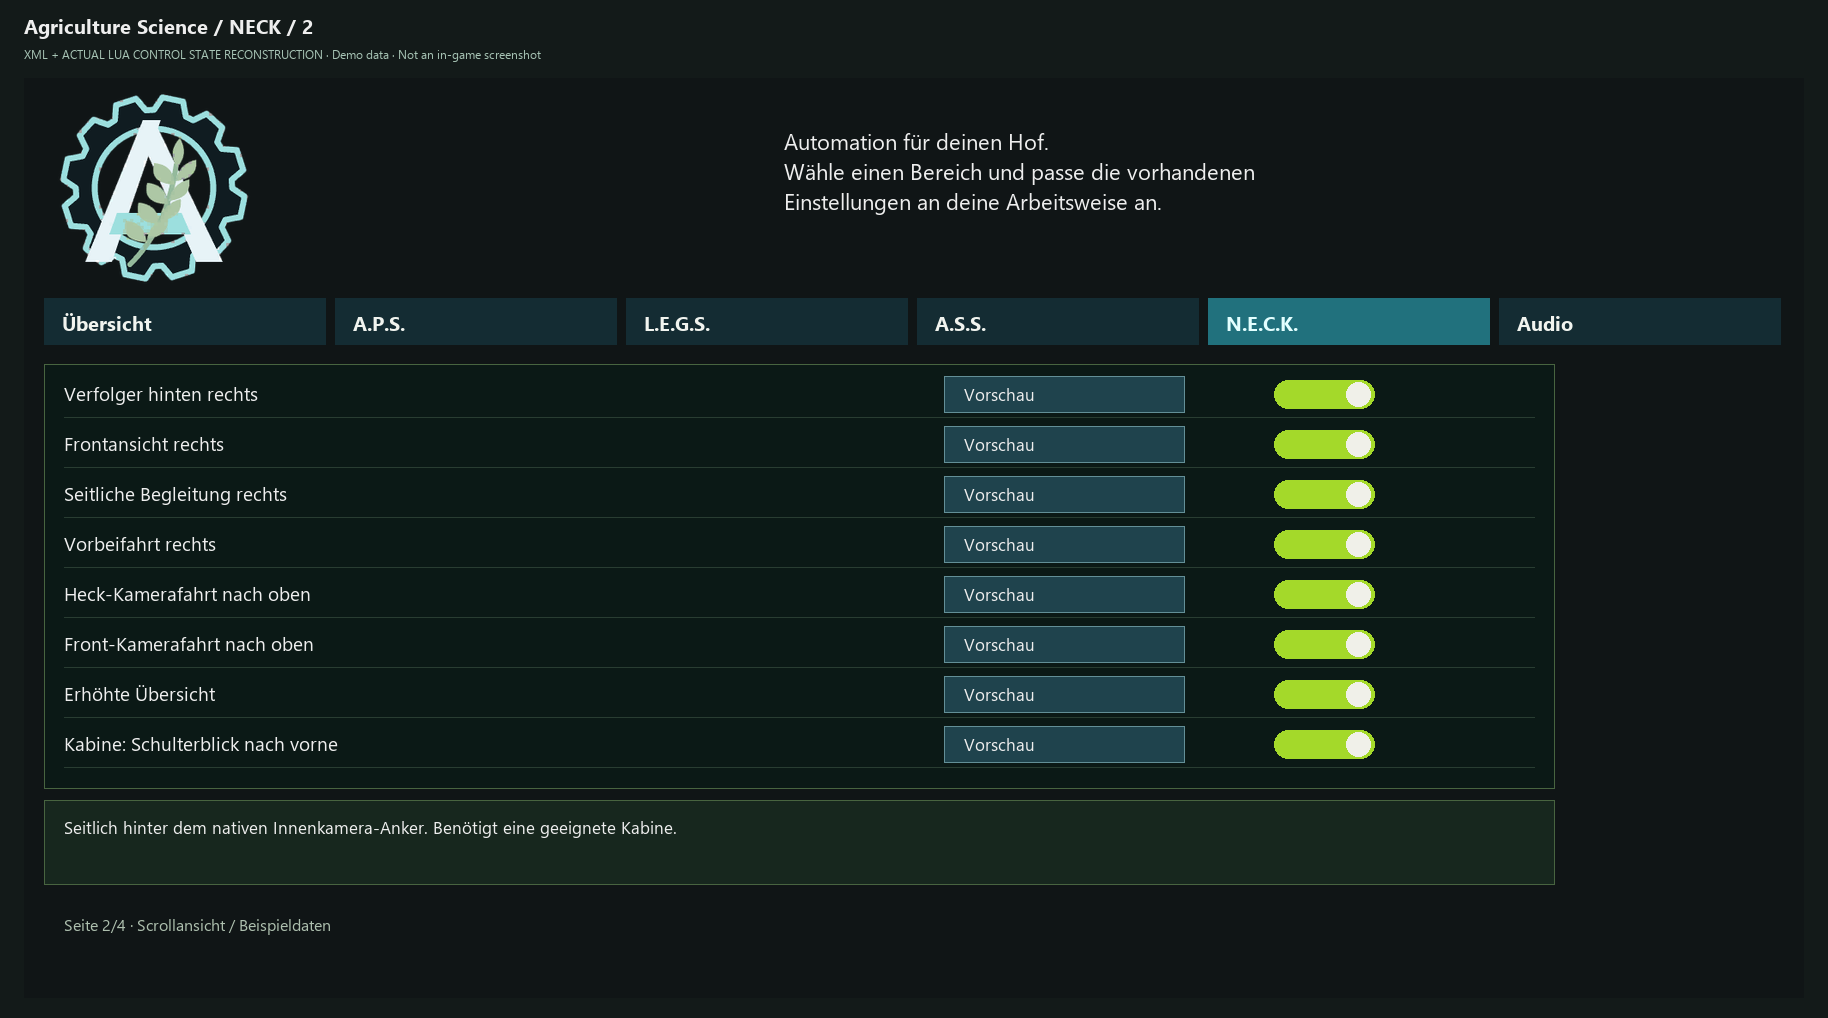 Agriculture Science / NECK / 2
XML + ACTUAL LUA CONTROL STATE RECONSTRUCTION · Demo data · Not an in-game screenshot
Automation für deinen Hof.
Wähle einen Bereich und passe die vorhandenen
Einstellungen an deine Arbeitsweise an.
Übersicht A.P.S. L.E.G.S. A.S.S. N.E.C.K. Audio
Verfolger hinten rechts Vorschau
Frontansicht rechts Vorschau
Seitliche Begleitung rechts Vorschau
Vorbeifahrt rechts Vorschau
Heck-Kamerafahrt nach oben Vorschau
Front-Kamerafahrt nach oben Vorschau
Erhöhte Übersicht Vorschau
Kabine: Schulterblick nach vorne Vorschau
Seitlich hinter dem nativen Innenkamera-Anker. Benötigt eine geeignete Kabine.
Seite 2/4 · Scrollansicht / Beispieldaten